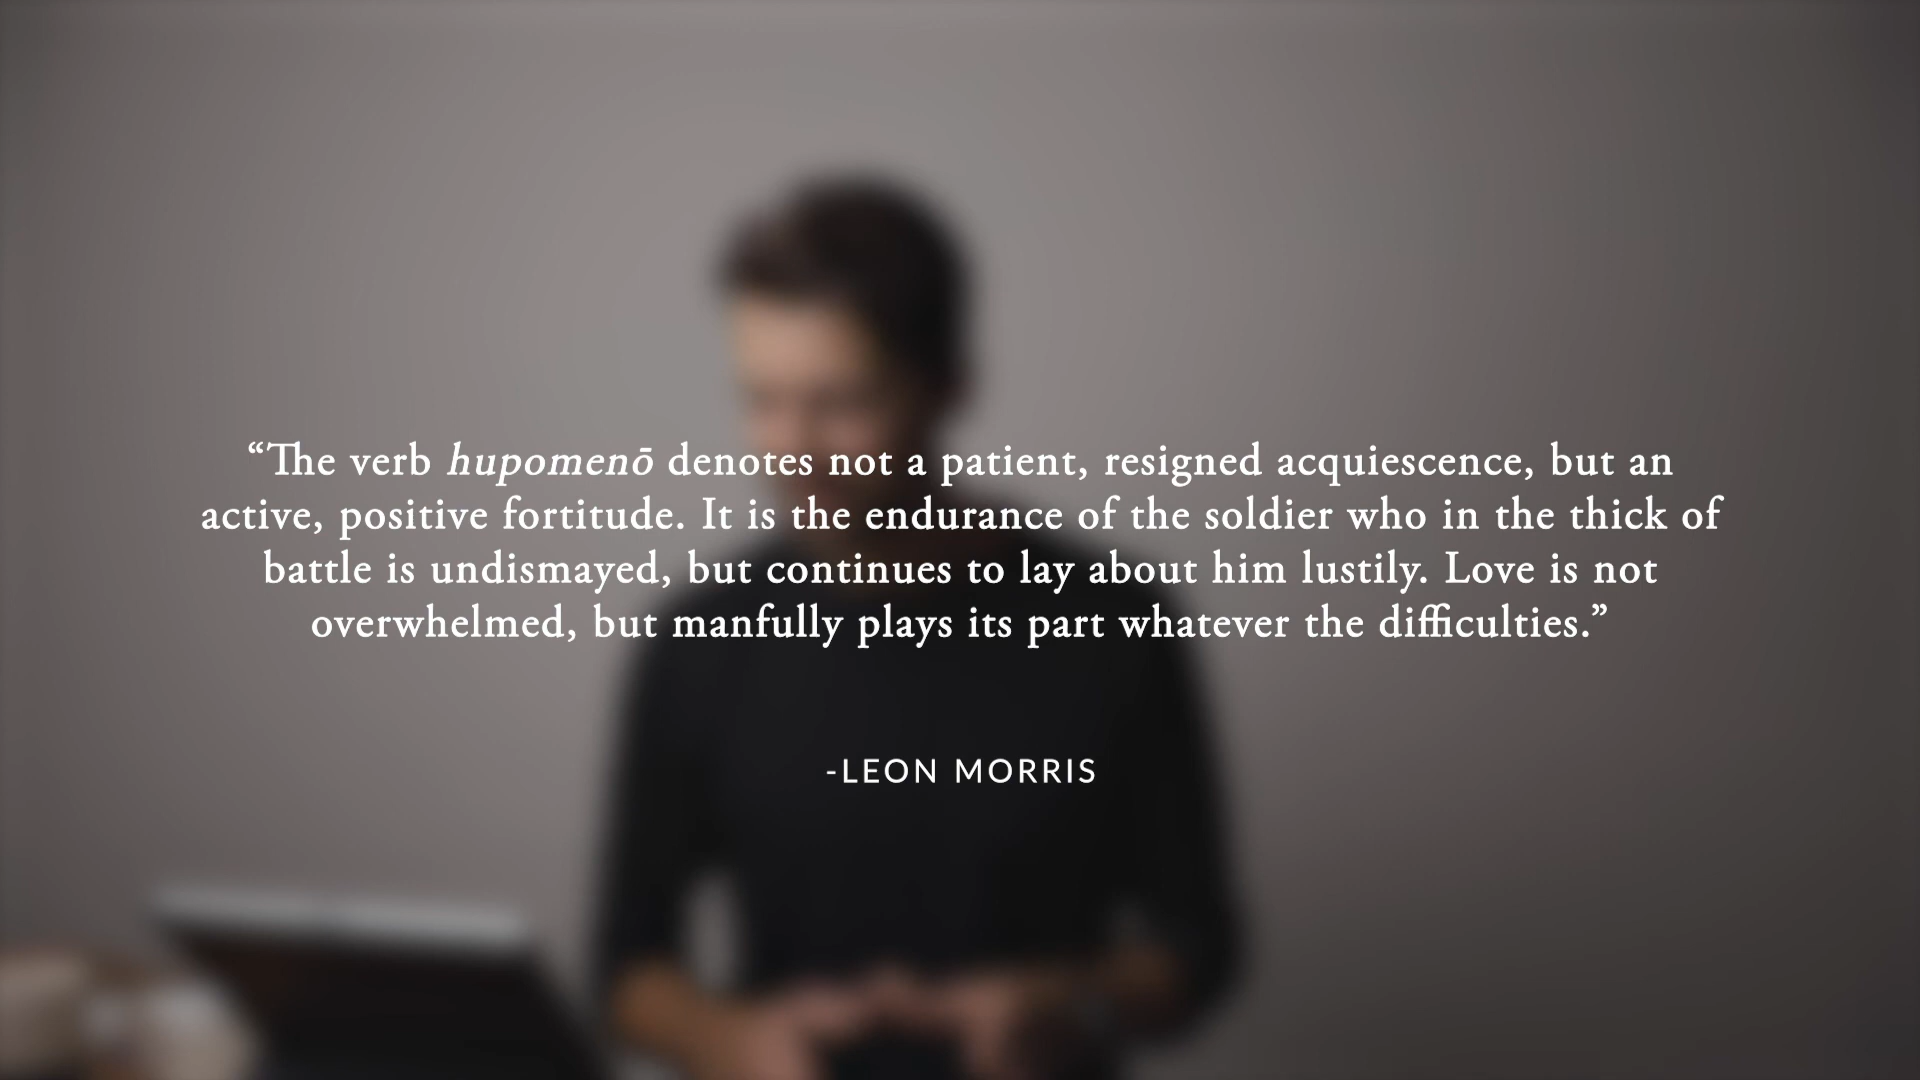 “The verb hupomenō denotes not a patient, resigned acquiescence, but an
active, positive fortitude. It is the endurance of the soldier who in the thick of
battle is undismayed, but continues to lay about him lustily. Love is not
overwhelmed, but manfully plays its part whatever the difficulties.”
-LEON MORRIS